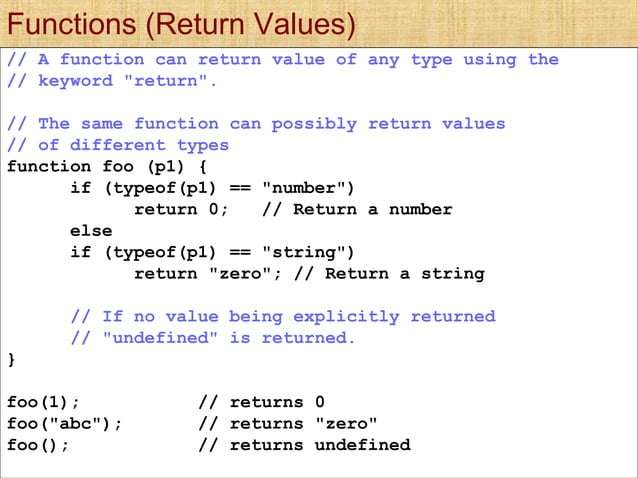 Functions (Return Values)
// A function can return value of any type using the
// keyword "return".
// The same function can possibly return values
// of different types
function foo (p1) {
if (typeof(p1) == "number")
return 0; // Return a number
else
if (typeof(p1) == "string")
return "zero"; // Return a string
// If no value being explicitly returned
// "undefined" is returned.
}
foo(1); // returns 0
foo("abc"); // returns "zero"
foo(); // returns undefined